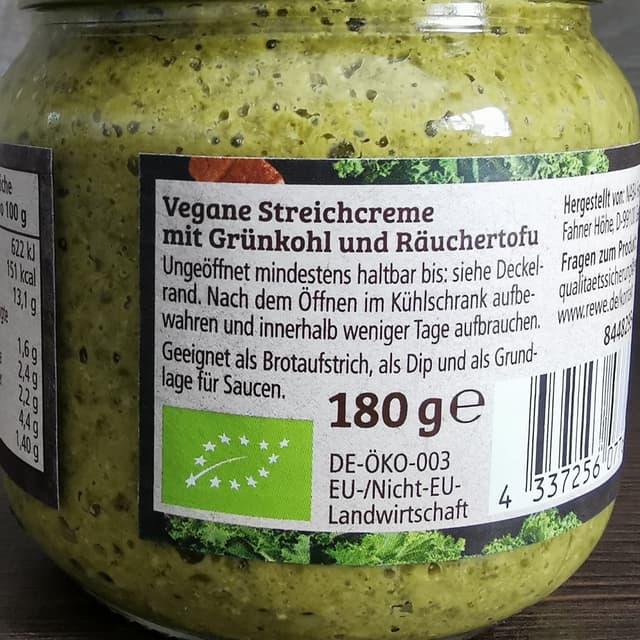 100 g
622 kJ
151 kcal
13,1 g
1,6 g
2,4 g
2,2 g
4,4 g
1,40 g
Vegane Streichcreme
mit Grünkohl und Räuchertofu
Ungeöffnet mindestens haltbar bis: siehe Deckel-
rand. Nach dem Öffnen im Kühlschrank aufbe-
wahren und innerhalb weniger Tage aufbrauchen.
Geeignet als Brotaufstrich, als Dip und als Grund-
lage für Saucen.
180 g e
DE-ÖKO-003
EU-/Nicht-EU-
Landwirtschaft
Hergestellt von:
Fahner Höhe, D-99
Fragen zum
www.rewe.de
4 337256